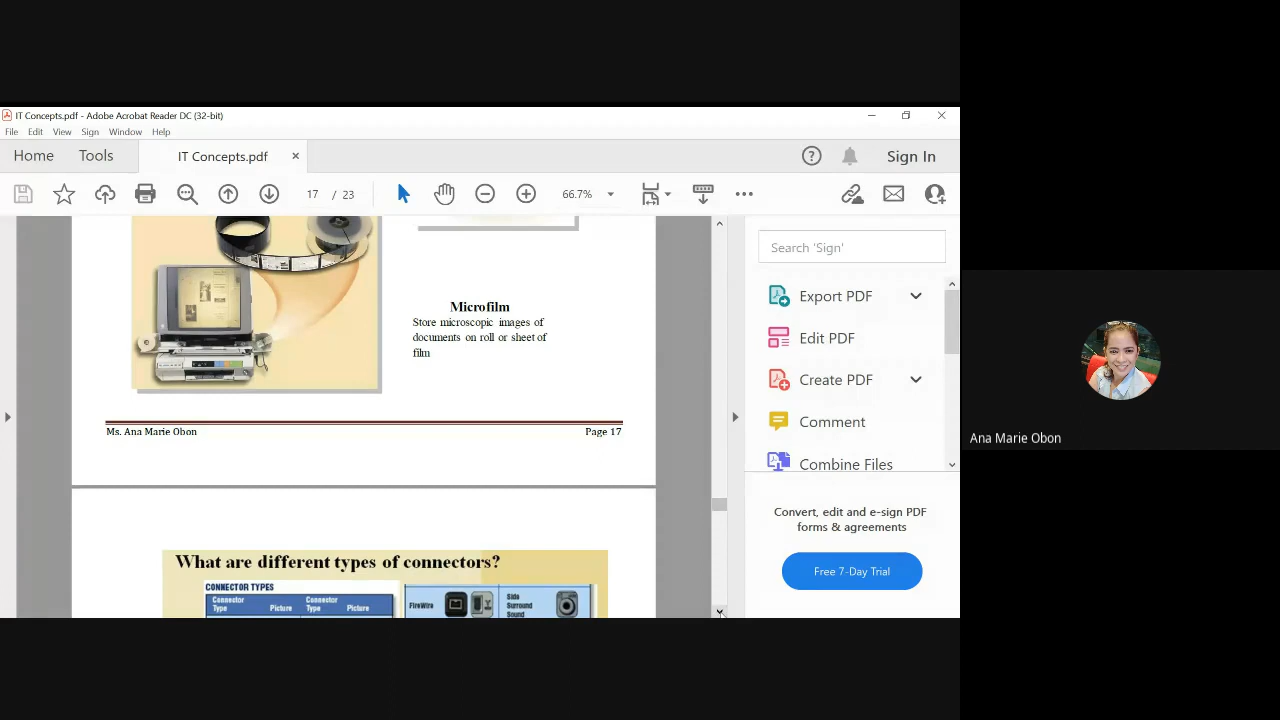 IT Concepts.pdf - Adobe Acrobat Reader DC (32-bit)
File Edit View Sign Window Help
Home Tools IT Concepts.pdf × Sign In
17 / 23 66.7%
Search 'Sign'
Export PDF
Edit PDF
Create PDF
Comment
Combine Files
Convert, edit and e-sign PDF
forms & agreements
Free 7-Day Trial
Microfilm
Store microscopic images of
documents on roll or sheet of
film
Ms. Ana Marie Obon Page 17
What are different types of connectors?
CONNECTOR TYPES
Connector Type Picture Connector Type Picture
FireWire
Side
Surround
Sound
Ana Marie Obon